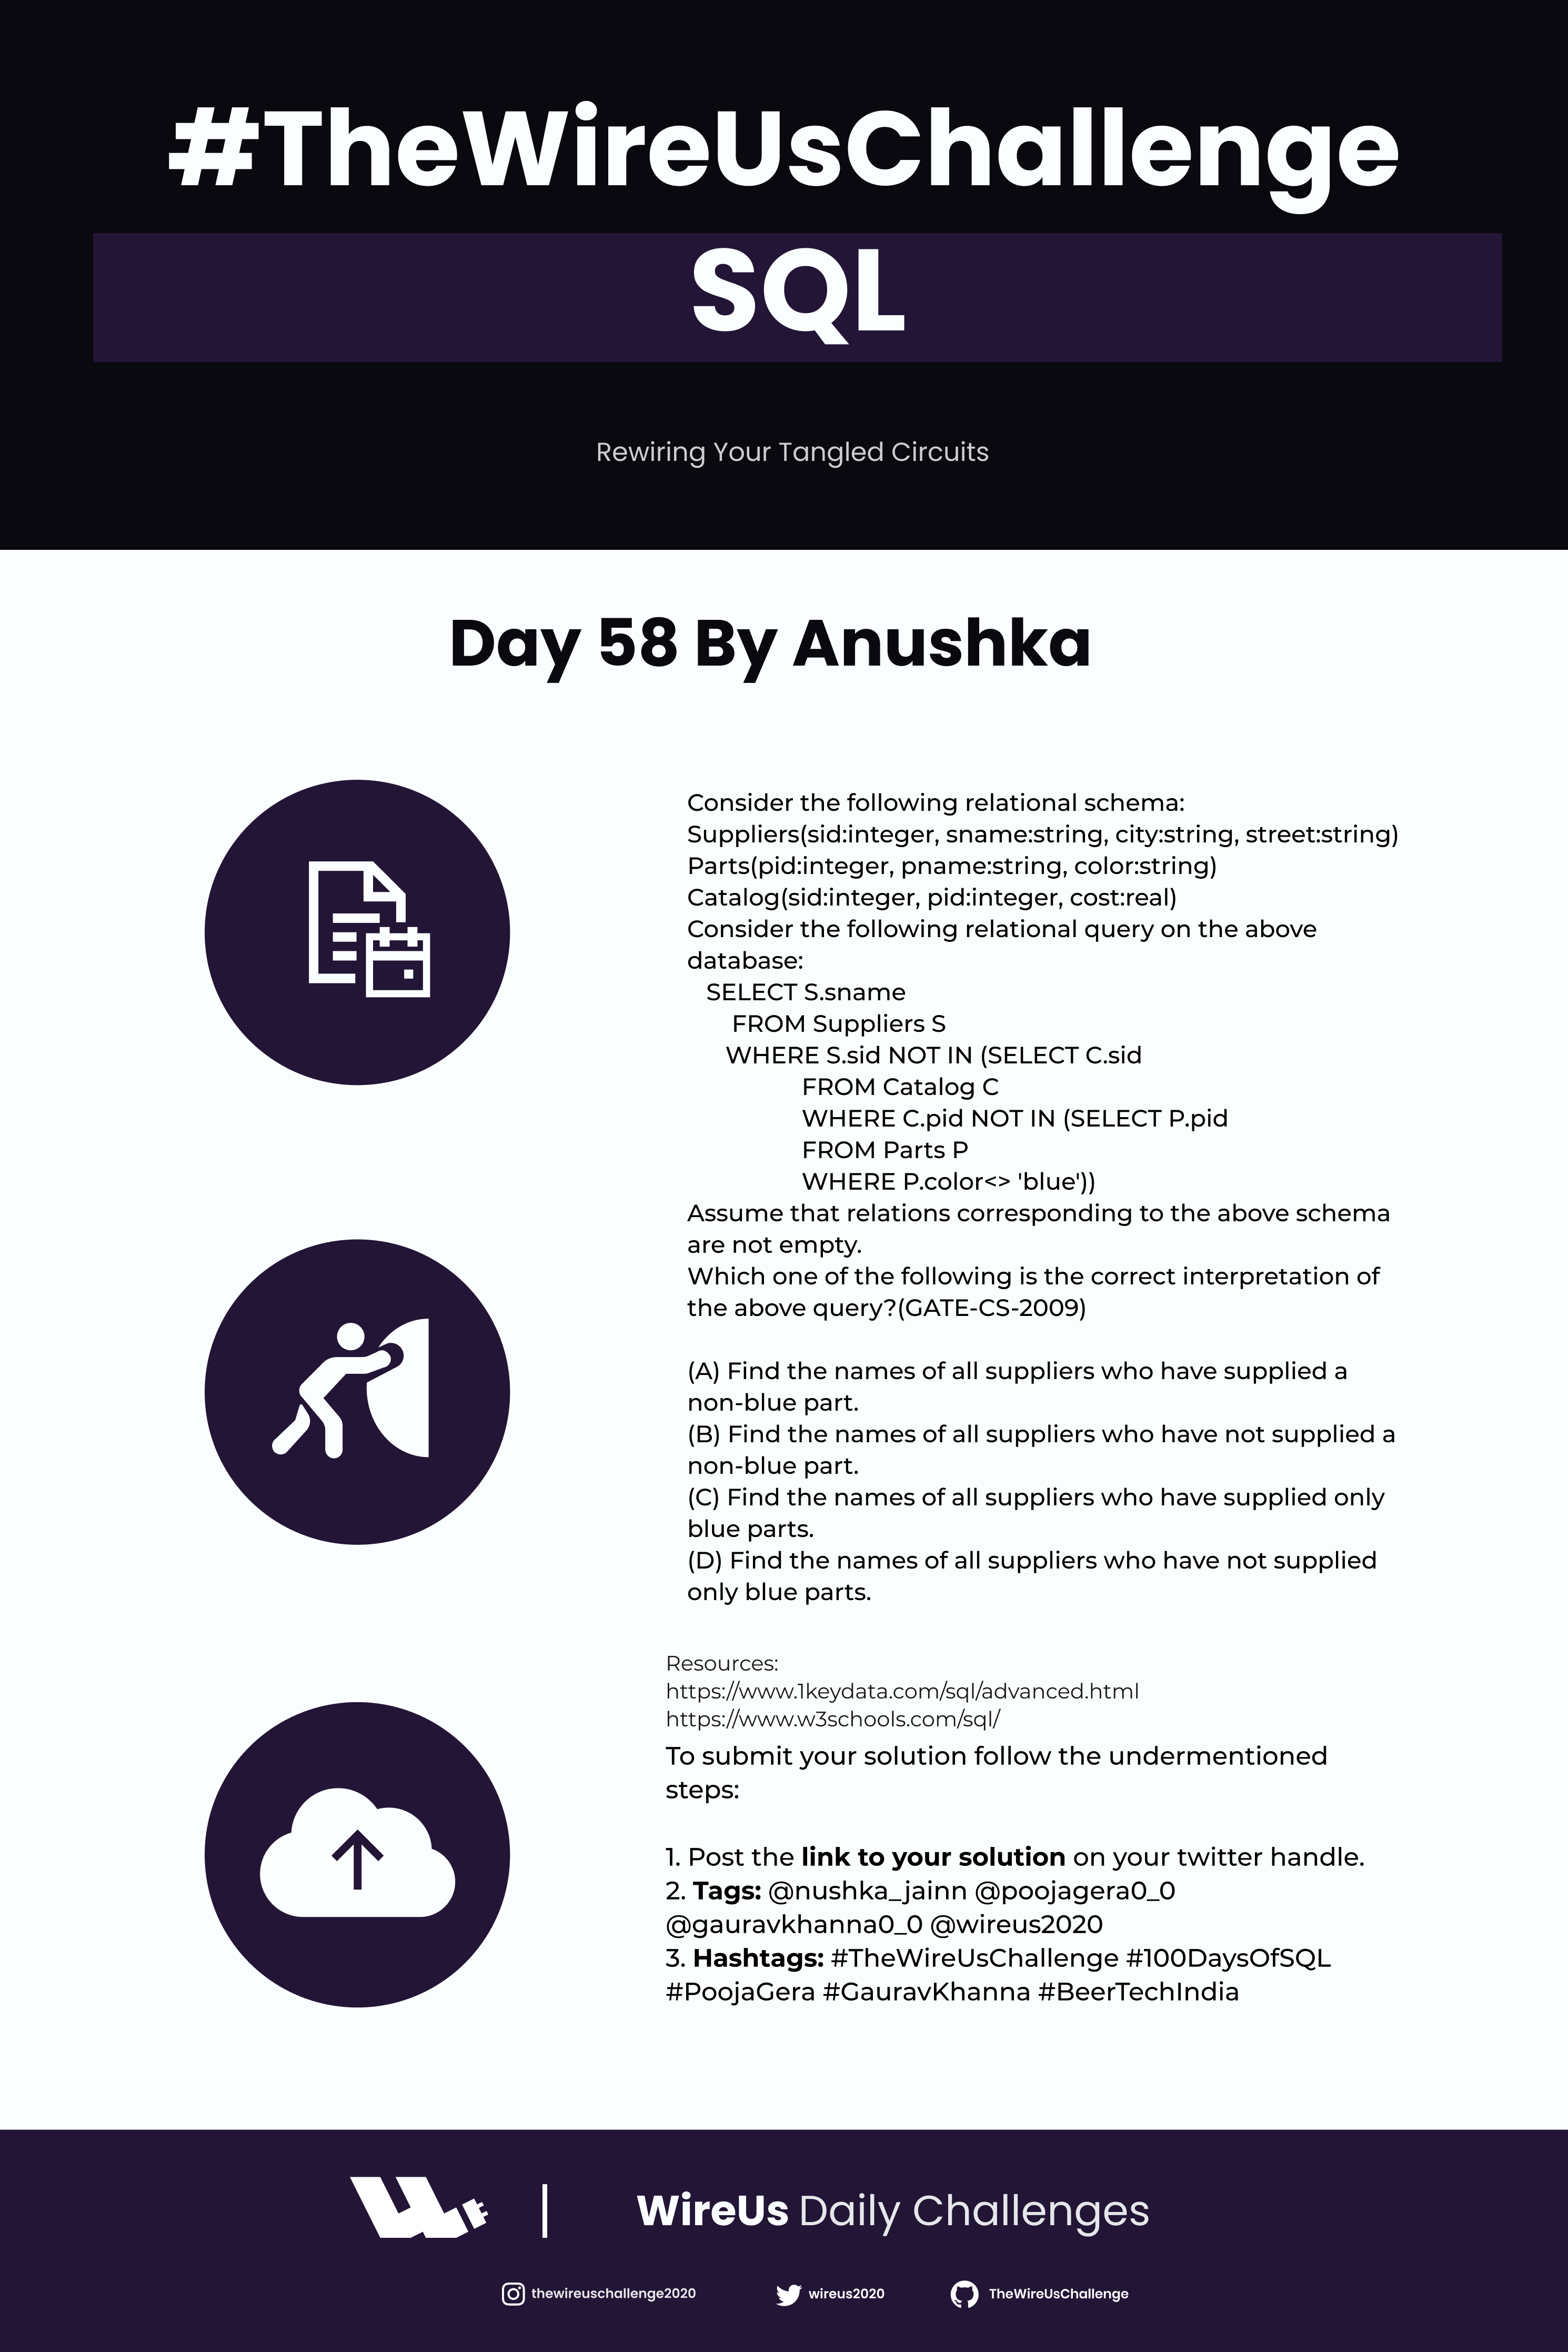 #TheWireUsChallenge
SQL
Rewiring Your Tangled Circuits
Day 58 By Anushka
Consider the following relational schema:
Suppliers(sid:integer, sname:string, city:string, street:string)
Parts(pid:integer, pname:string, color:string)
Catalog(sid:integer, pid:integer, cost:real)
Consider the following relational query on the above
database:
SELECT S.sname
FROM Suppliers S
WHERE S.sid NOT IN (SELECT C.sid
FROM Catalog C
WHERE C.pid NOT IN (SELECT P.pid
FROM Parts P
WHERE P.color<> 'blue'))
Assume that relations corresponding to the above schema
are not empty.
Which one of the following is the correct interpretation of
the above query?(GATE-CS-2009)
(A) Find the names of all suppliers who have supplied a
non-blue part.
(B) Find the names of all suppliers who have not supplied a
non-blue part.
(C) Find the names of all suppliers who have supplied only
blue parts.
(D) Find the names of all suppliers who have not supplied
only blue parts.
Resources:
https://www.1keydata.com/sql/advanced.html
https://www.w3schools.com/sql/
To submit your solution follow the undermentioned
steps:
1. Post the link to your solution on your twitter handle.
2. Tags: @nushka_jainn @poojagera0_0
@gauravkhanna0_0 @wireus2020
3. Hashtags: #TheWireUsChallenge #100DaysOfSQL
#PoojaGera #GauravKhanna #BeerTechIndia
WireUs Daily Challenges
thewireuschallenge2020 wireus2020 TheWireUsChallenge